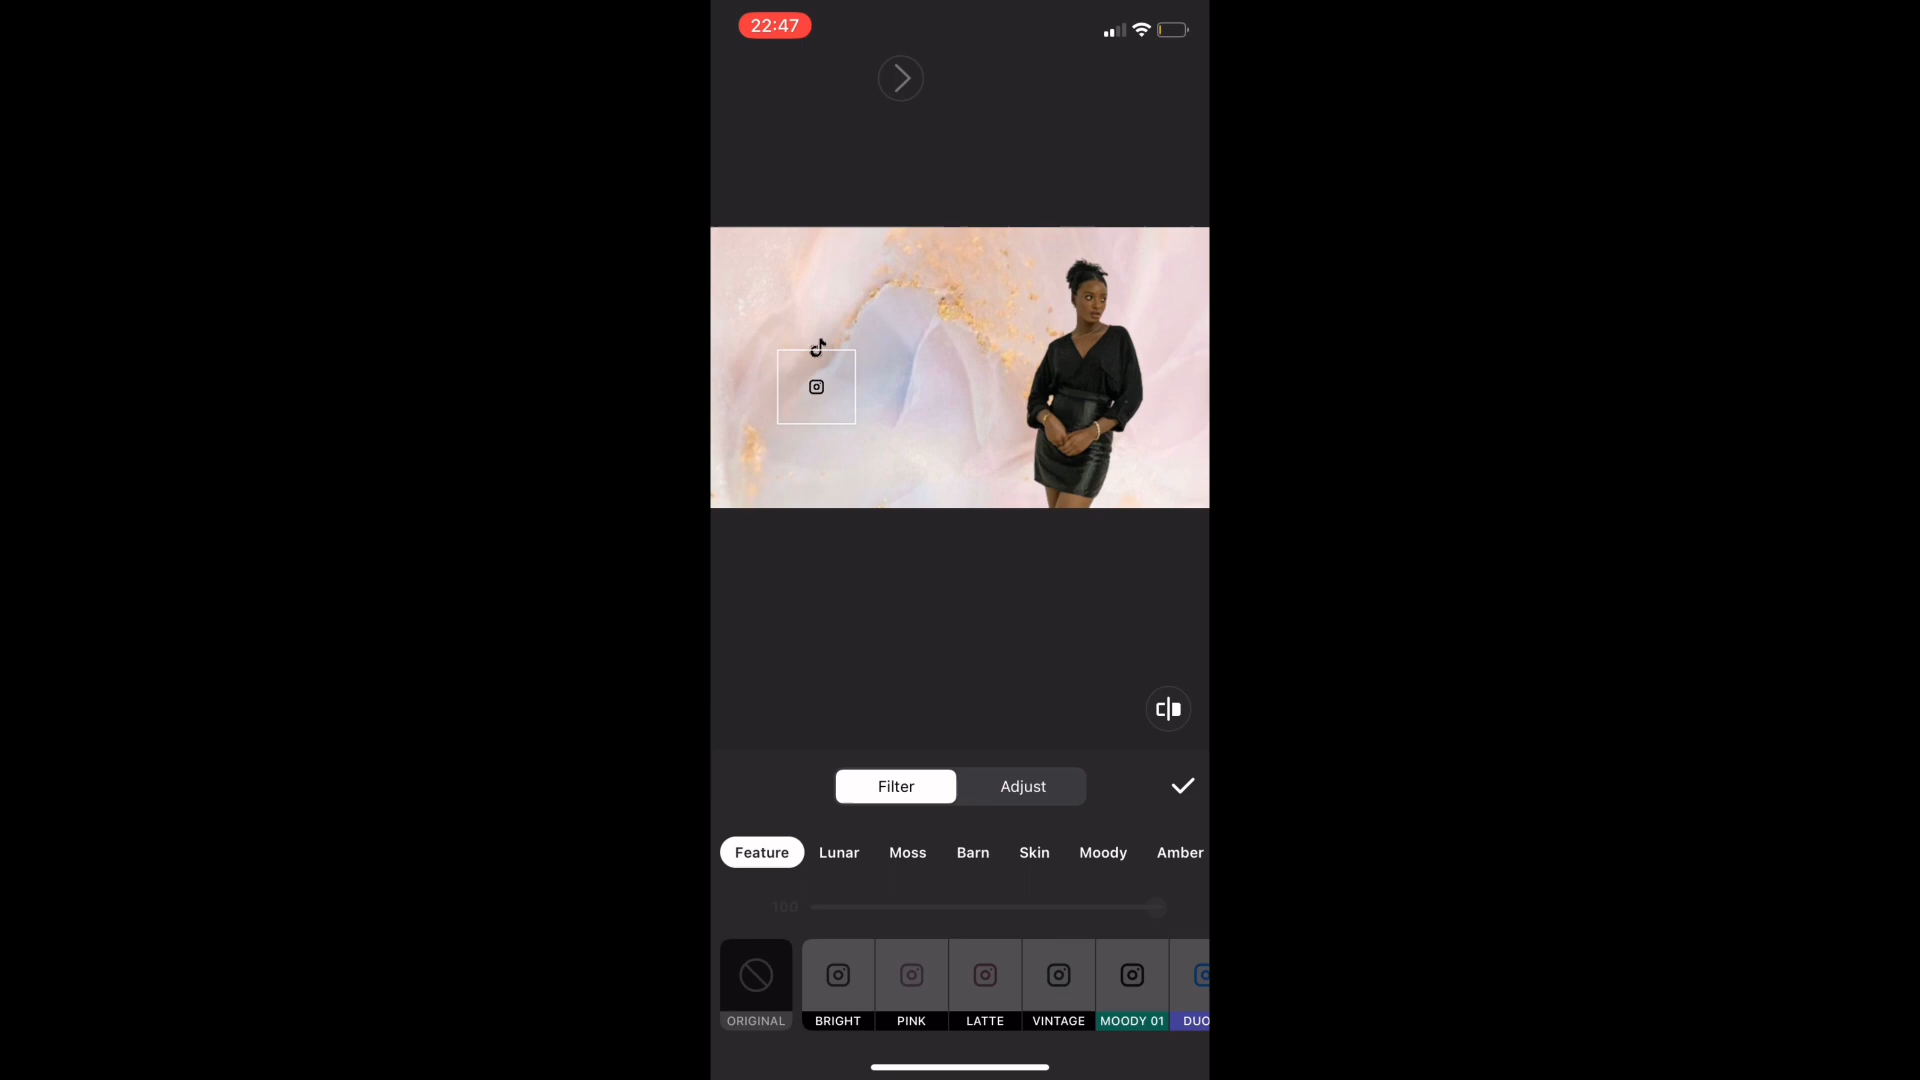 22:47
Filter Adjust
Feature Lunar Moss Barn Skin Moody Amber
100
ORIGINAL BRIGHT PINK LATTE VINTAGE MOODY 01 DUO